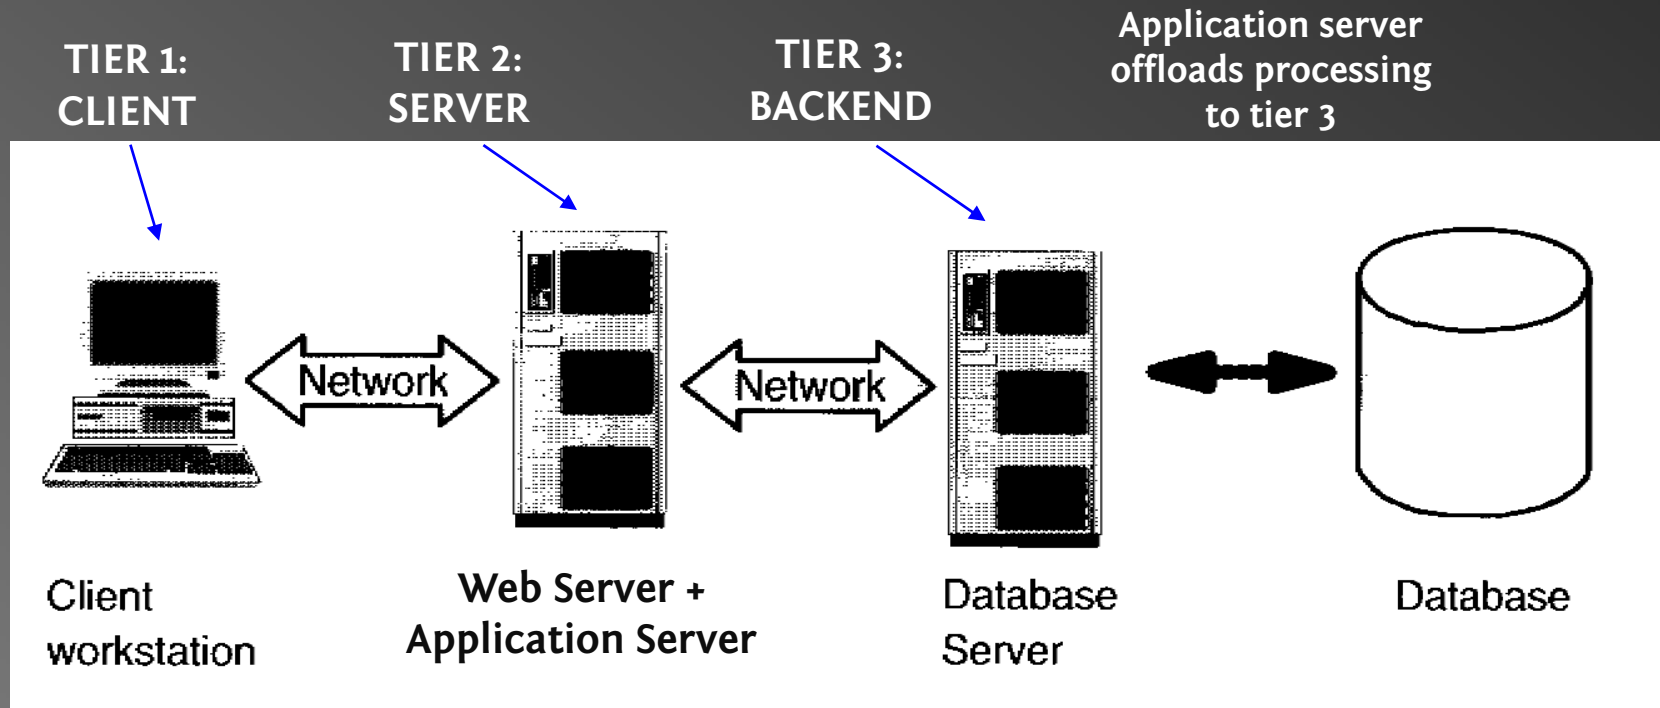 TIER 1:
CLIENT
TIER 2:
SERVER
TIER 3:
BACKEND
Application server
offloads processing
to tier 3
Network
Network
Client
workstation
Web Server +
Application Server
Database
Server
Database